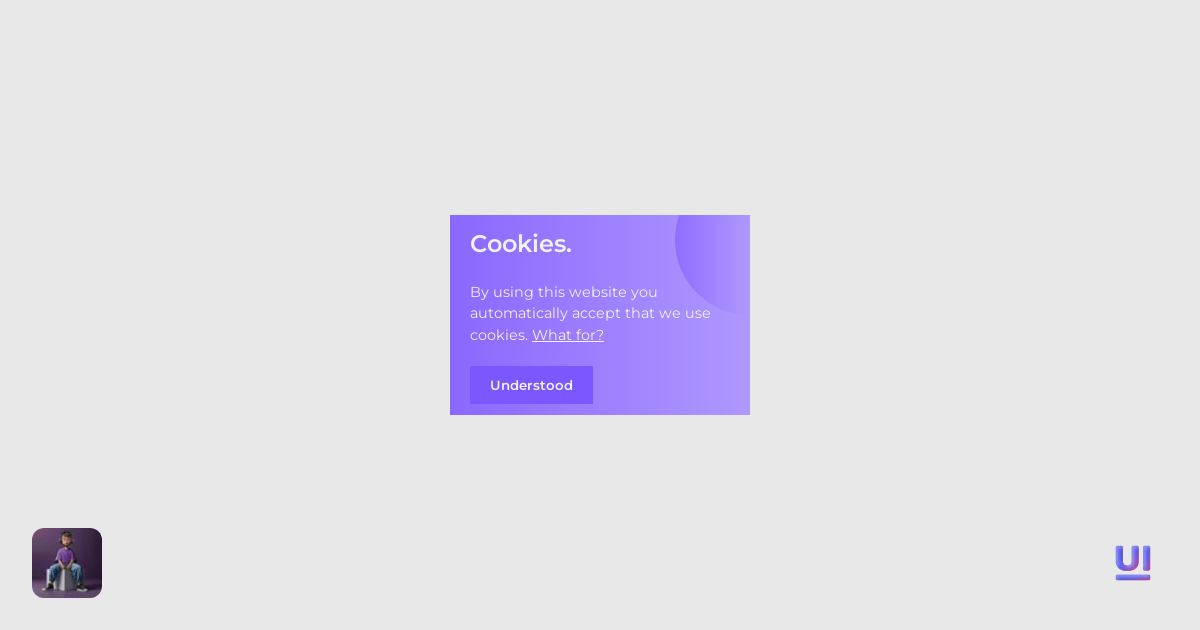 Cookies.
By using this website you
automatically accept that we use
cookies. What for?
Understood
UI